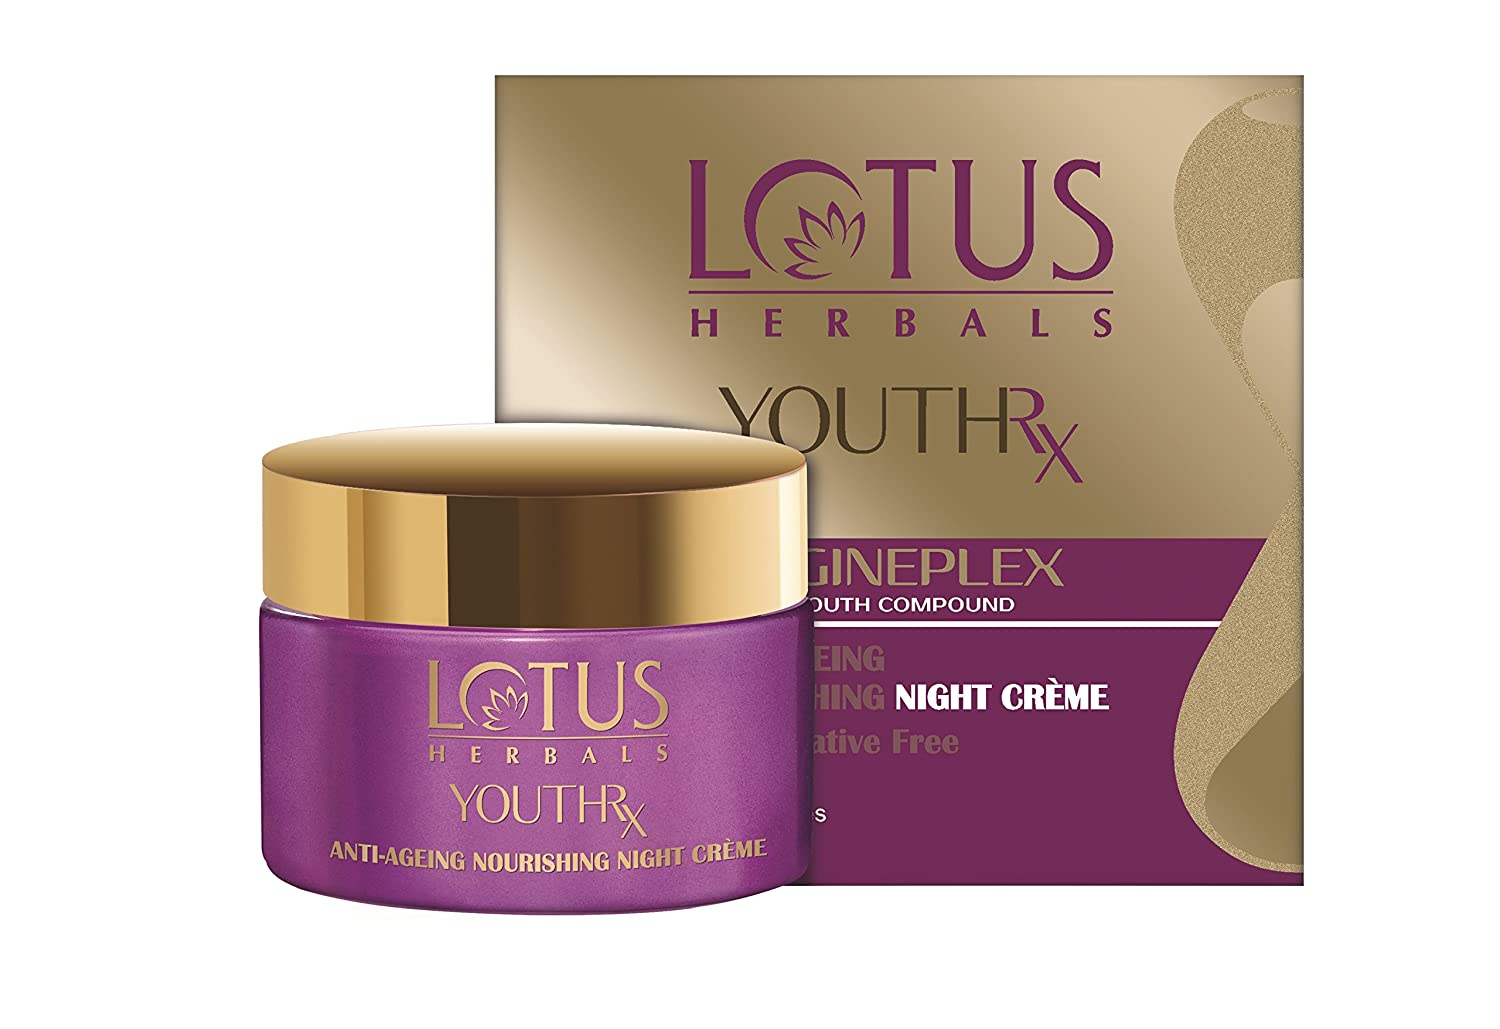 LOTUS
HERBALS
YOUTHRX
GINEPLEX
OUTH COMPOUND
EING
HING NIGHT CRÈME
ative Free
LOTUS
HERBALS
YOUTHRX
ANTI-AGEING NOURISHING NIGHT CRÈME